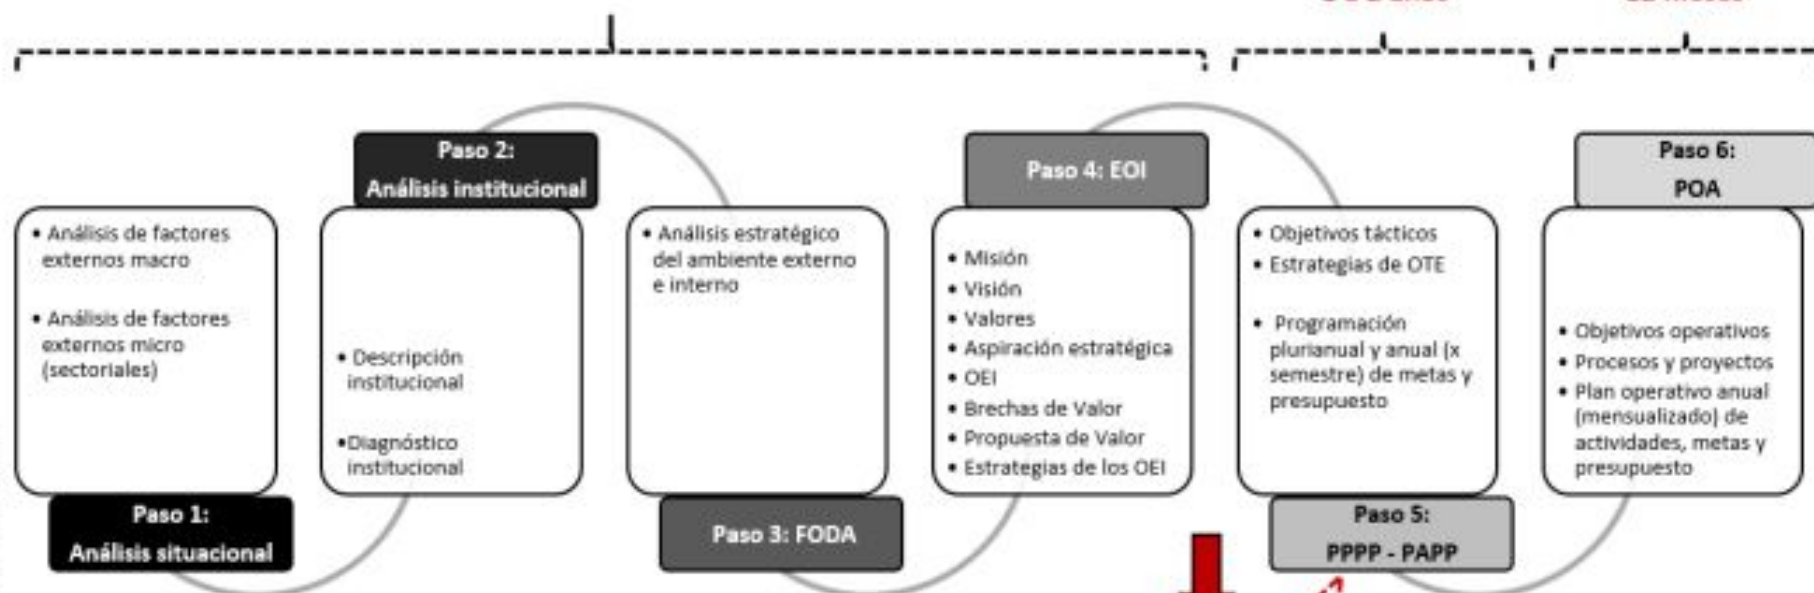 Paso 1:
Análisis situacional
• Análisis de factores
externos macro
• Análisis de factores
externos micro
(sectoriales)
Paso 2:
Análisis institucional
• Descripción
institucional
•Diagnóstico
institucional
Paso 3: FODA
• Análisis estratégico
del ambiente externo
e interno
Paso 4: EOI
• Misión
• Visión
• Valores
• Aspiración estratégica
• OEI
• Brechas de Valor
• Propuesta de Valor
• Estrategias de los OEI
Paso 5:
PPPP - PAPP
• Objetivos tácticos
• Estrategias de OTE
• Programación
plurianual y anual (x
semestre) de metas y
presupuesto
Paso 6:
POA
• Objetivos operativos
• Procesos y proyectos
• Plan operativo anual
(mensualizado) de
actividades, metas y
presupuesto